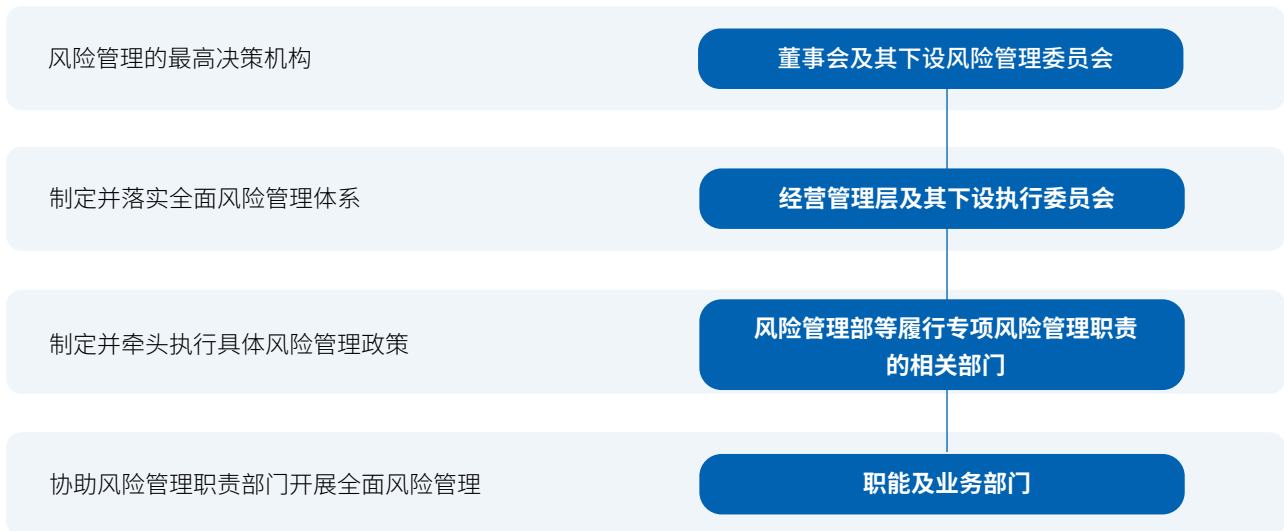 风险管理的最高决策机构
董事会及其下设风险管理委员会
制定并落实全面风险管理体系
经营管理层及其下设执行委员会
制定并牵头执行具体风险管理政策
风险管理部等履行专项风险管理职责
的相关部门
协助风险管理职责部门开展全面风险管理
职能及业务部门